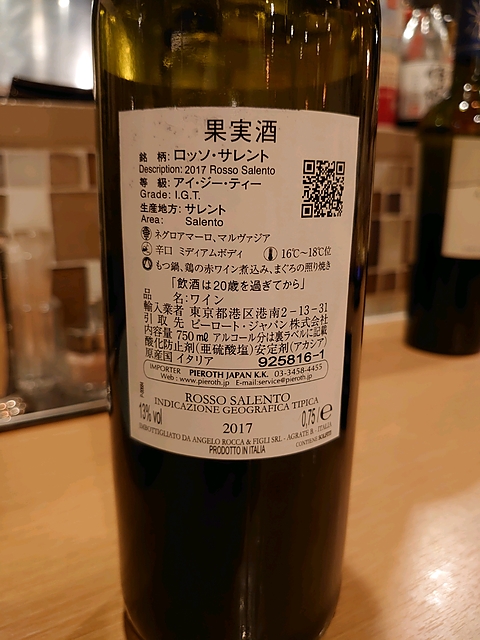 果実酒
銘 柄: ロッソ・サレント
Description: 2017 Rosso Salento
等 級: アイ・ジー・ティー
Grade: I.G.T.
生産地方: サレント
Area: Salento
ネグロアマーロ、マルヴァジア
辛口 ミディアムボディ 16℃〜18℃位
もつ鍋、鶏の赤ワイン煮込み、まぐろの照り焼き
「飲酒は20歳を過ぎてから」
品 名:ワイン
輸入業者 東京都港区港南2-13-31
引 取 先 ピーロート・ジャパン株式会社
内容量 750㎖ アルコール分は裏ラベルに記載
酸化防止剤(亜硫酸塩)安定剤(アカシア)
原産国 イタリア 925816-1
IMPORTER PIEROTH JAPAN K.K. 03-3458-4455
Web : www.pieroth.jp E-mail:service@pieroth.jp
ROSSO SALENTO
INDICAZIONE GEOGRAFICA TIPICA
13% vol 0,75 l e
2017
IMBOTTIGLIATO DA ANGELO ROCCA & FIGLI SRL - AGRATE B. - ITALIA
PRODOTTO IN ITALIA CONTIENE SOLFITI